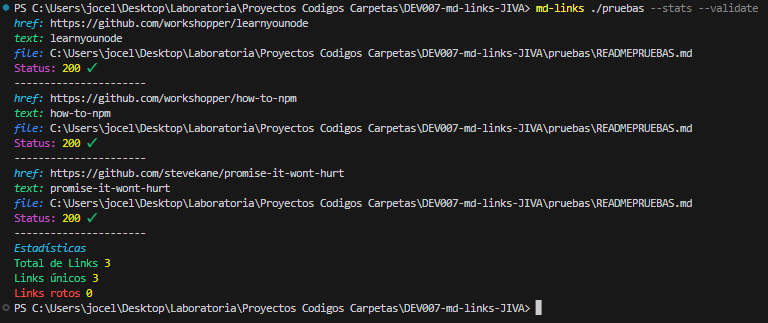 PS C:\Users\jocel\Desktop\Laboratoria\Proyectos Codigos Carpetas\DEV007-md-links-JIVA> md-links ./pruebas --stats --validate
href: https://github.com/workshopper/learnyounode
text: learnyounode
file: C:\Users\jocel\Desktop\Laboratoria\Proyectos Codigos Carpetas\DEV007-md-links-JIVA\pruebas\READMEPRUEBAS.md
Status: 200 ✓
----------------------
href: https://github.com/workshopper/how-to-npm
text: how-to-npm
file: C:\Users\jocel\Desktop\Laboratoria\Proyectos Codigos Carpetas\DEV007-md-links-JIVA\pruebas\READMEPRUEBAS.md
Status: 200 ✓
----------------------
href: https://github.com/stevekane/promise-it-wont-hurt
text: promise-it-wont-hurt
file: C:\Users\jocel\Desktop\Laboratoria\Proyectos Codigos Carpetas\DEV007-md-links-JIVA\pruebas\READMEPRUEBAS.md
Status: 200 ✓
----------------------
Estadísticas
Total de Links 3
Links únicos 3
Links rotos 0
PS C:\Users\jocel\Desktop\Laboratoria\Proyectos Codigos Carpetas\DEV007-md-links-JIVA>